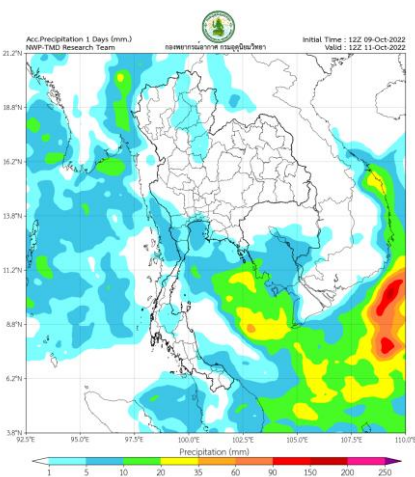 Acc.Precipitation 1 Days (mm.)
NWP-TMD Research Team
กองพยากรณ์อากาศ กรมอุตุนิยมวิทยา
Initial Time : 12Z 09-Oct-2022
Valid : 12Z 11-Oct-2022
21.2°N
18.8°N
16.2°N
13.8°N
11.2°N
8.8°N
6.2°N
3.8°N
92.5°E 95.0°E 97.5°E 100.0°E 102.5°E 105.0°E 107.5°E 110.0°E
Precipitation (mm)
1 5 10 20 35 60 90 150 200 250